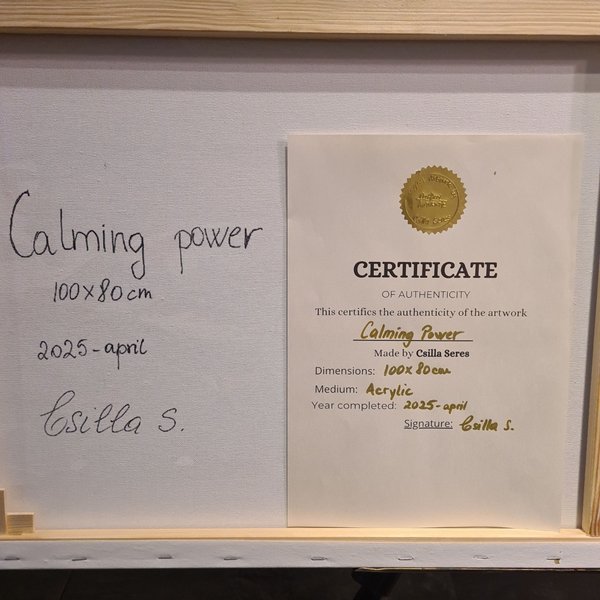 Calming power
100x80cm
2025-april
Csilla S.
CERTIFICATE
OF AUTHENTICITY
This certifics the authenticity of the artwork
Calming Power
Made by Csilla Seres
Dimensions: 100x80cm
Medium: Acrylic
Year completed: 2025-april
Signature: Csilla S.